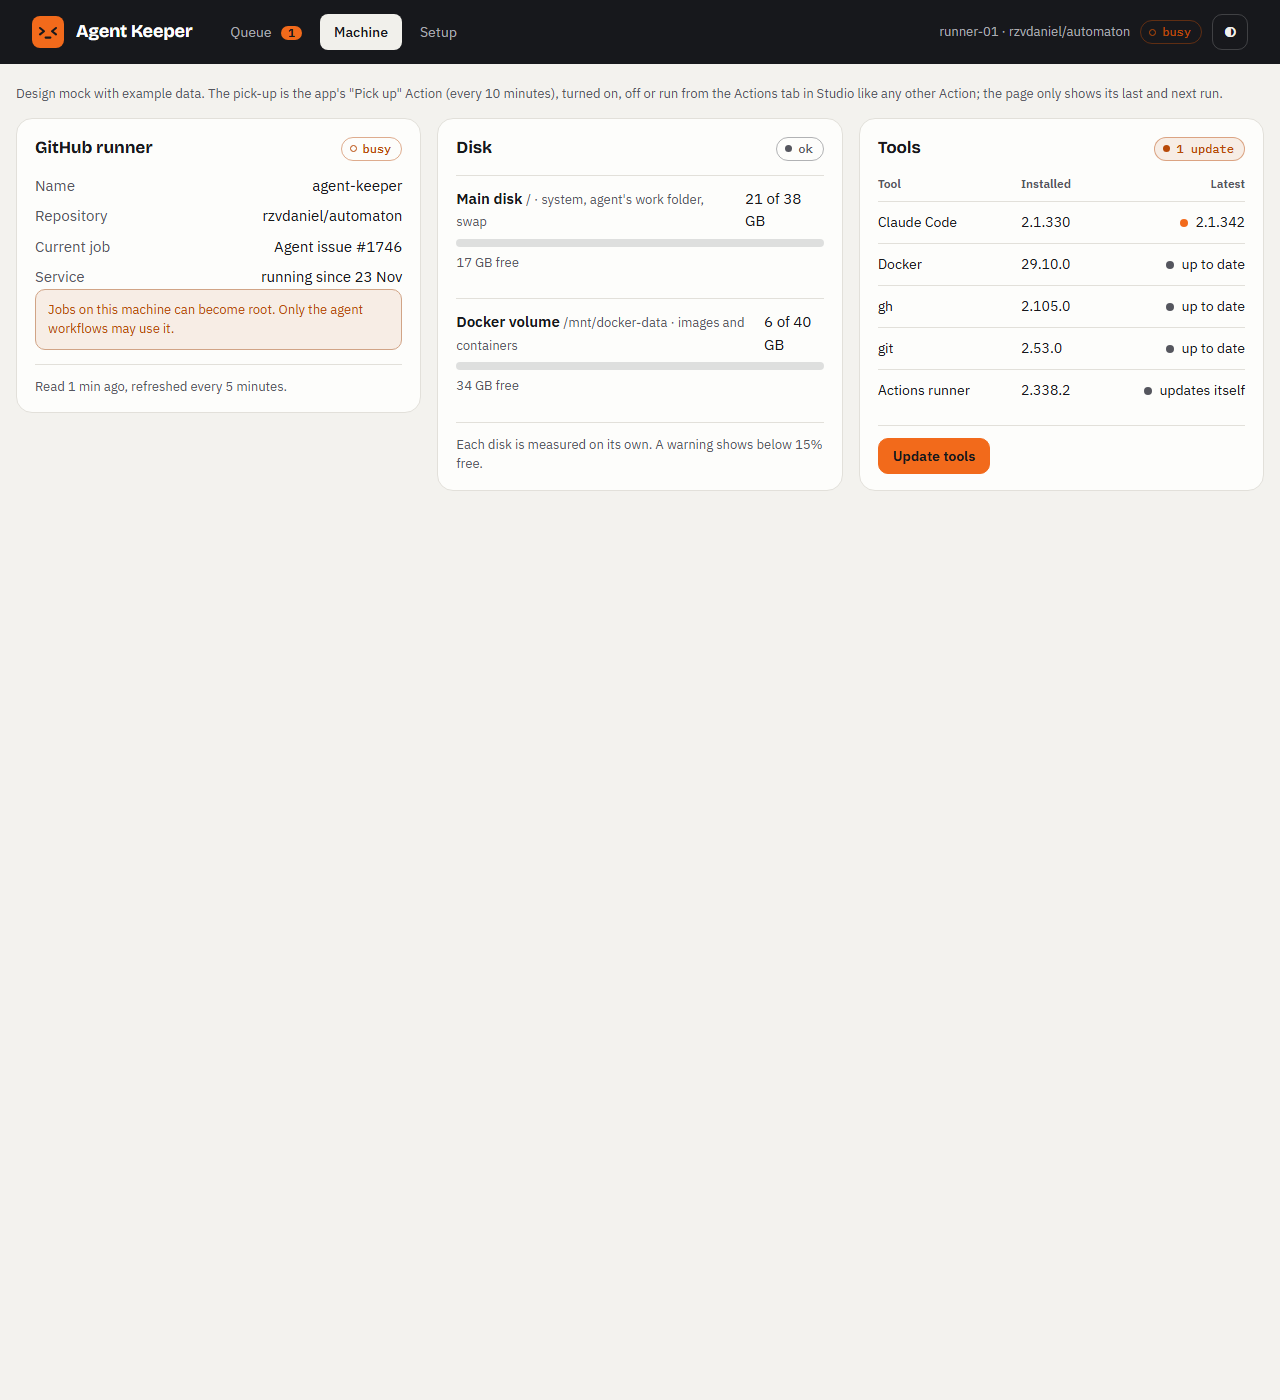 Agent Keeper
Queue 1
Machine
Setup
runner-01 · rzvdaniel/automaton
busy
Design mock with example data. The pick-up is the app's "Pick up" Action (every 10 minutes), turned on, off or run from the Actions tab in Studio like any other Action; the page only shows its last and next run.
GitHub runner
busy
Name agent-keeper
Repository rzvdaniel/automaton
Current job Agent issue #1746
Service running since 23 Nov
Jobs on this machine can become root. Only the agent
workflows may use it.
Read 1 min ago, refreshed every 5 minutes.
Disk
ok
Main disk / · system, agent's work folder,
swap
21 of 38
GB
17 GB free
Docker volume /mnt/docker-data · images and
containers
6 of 40
GB
34 GB free
Each disk is measured on its own. A warning shows below 15%
free.
Tools
1 update
Tool Installed Latest
Claude Code 2.1.330 2.1.342
Docker 29.10.0 up to date
gh 2.105.0 up to date
git 2.53.0 up to date
Actions runner 2.338.2 updates itself
Update tools